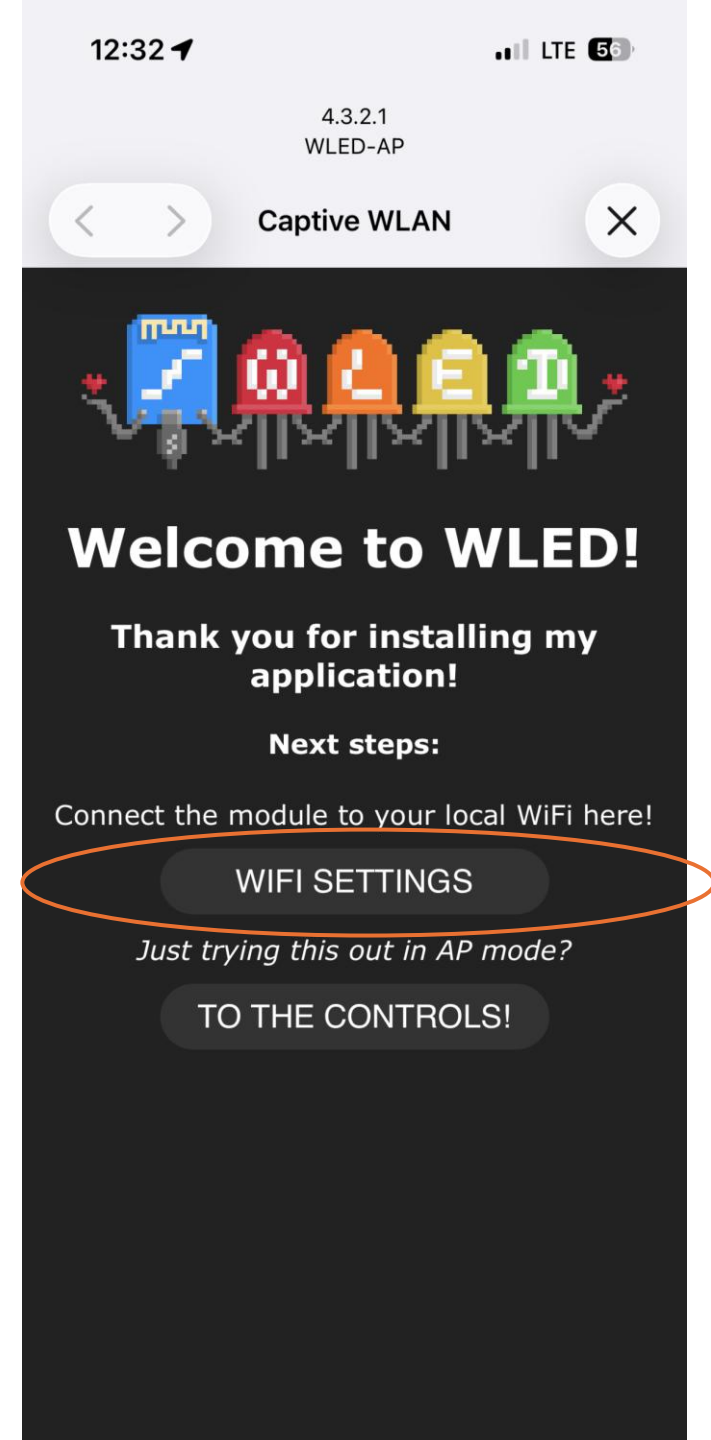 12:32
LTE 56
4.3.2.1
WLED-AP
Captive WLAN
WLED
Welcome to WLED!
Thank you for installing my
application!
Next steps:
Connect the module to your local WiFi here!
WIFI SETTINGS
Just trying this out in AP mode?
TO THE CONTROLS!